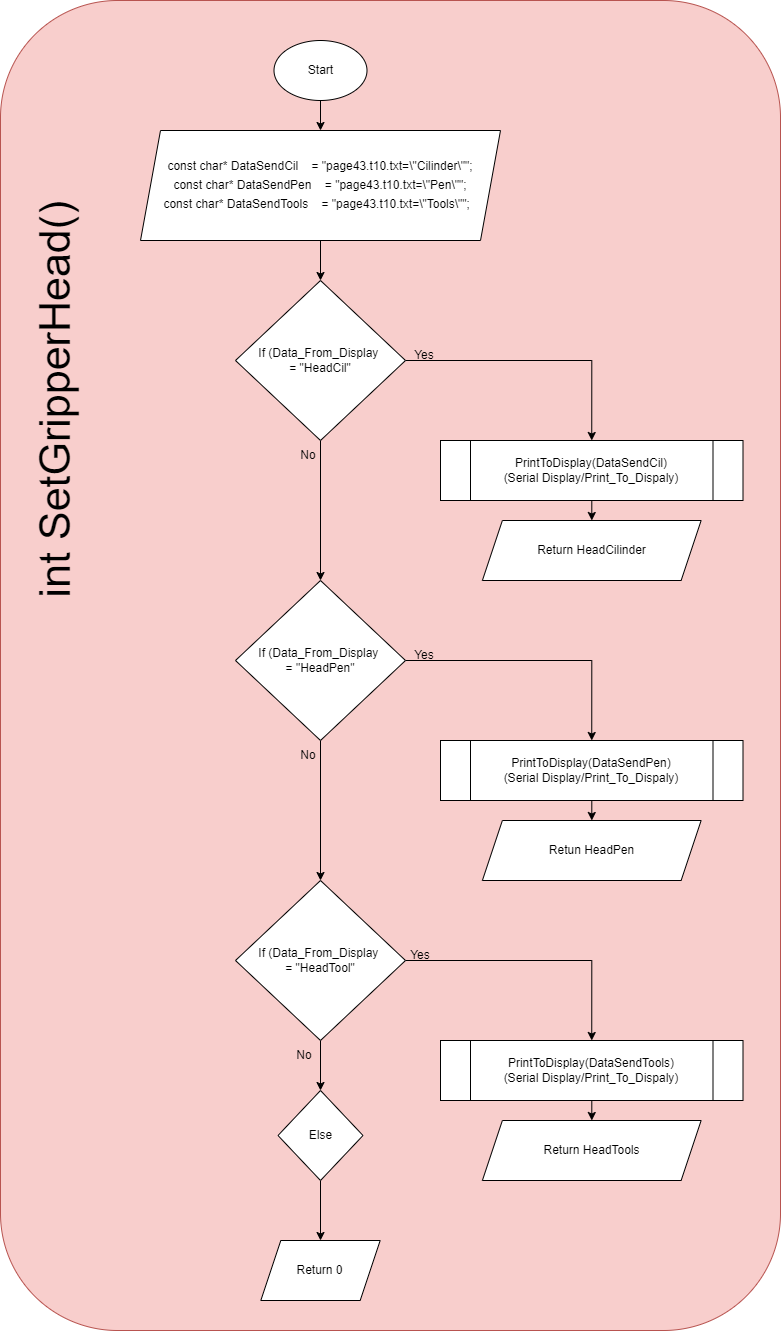 int SetGripperHead()
Start
const char* DataSendCil    = "page43.t10.txt=\"Cilinder\"";
const char* DataSendPen    = "page43.t10.txt=\"Pen\"";
const char* DataSendTools    = "page43.t10.txt=\"Tools\"";
If (Data_From_Display
= "HeadCil"
Yes
No
PrintToDisplay(DataSendCil)
(Serial Display/Print_To_Dispaly)
Return HeadCilinder
If (Data_From_Display
= "HeadPen"
Yes
No
PrintToDisplay(DataSendPen)
(Serial Display/Print_To_Dispaly)
Retun HeadPen
If (Data_From_Display
= "HeadTool"
Yes
No
PrintToDisplay(DataSendTools)
(Serial Display/Print_To_Dispaly)
Return HeadTools
Else
Return 0